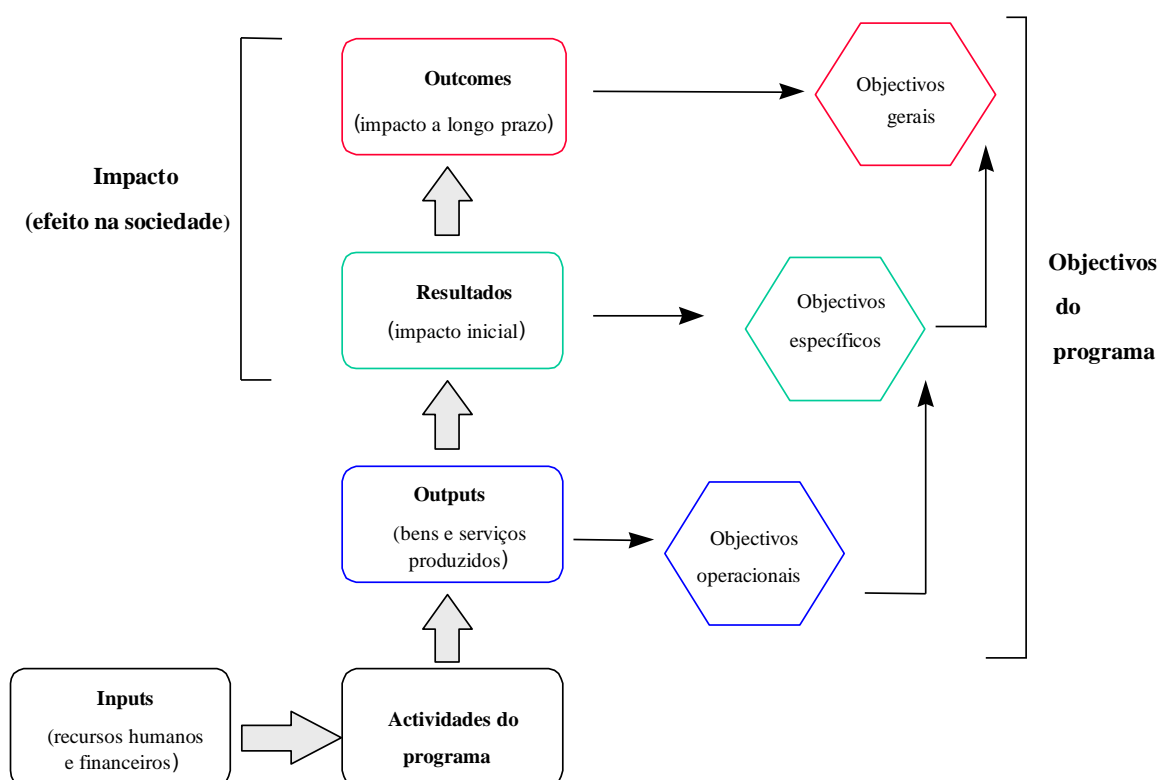 Outcomes
(impacto a longo prazo)
Objectivos
gerais
Impacto
(efeito na sociedade)
Resultados
(impacto inicial)
Objectivos
específicos
Objectivos
do
programa
Outputs
(bens e serviços
produzidos)
Objectivos
operacionais
Inputs
(recursos humanos
e financeiros)
Actividades do
programa